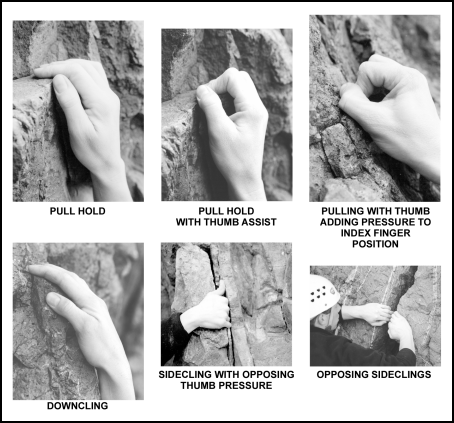 PULL HOLD
PULL HOLD
WITH THUMB ASSIST
PULLING WITH THUMB
ADDING PRESSURE TO
INDEX FINGER
POSITION
DOWNCLING
SIDECLING WITH OPPOSING
THUMB PRESSURE
OPPOSING SIDECLINGS